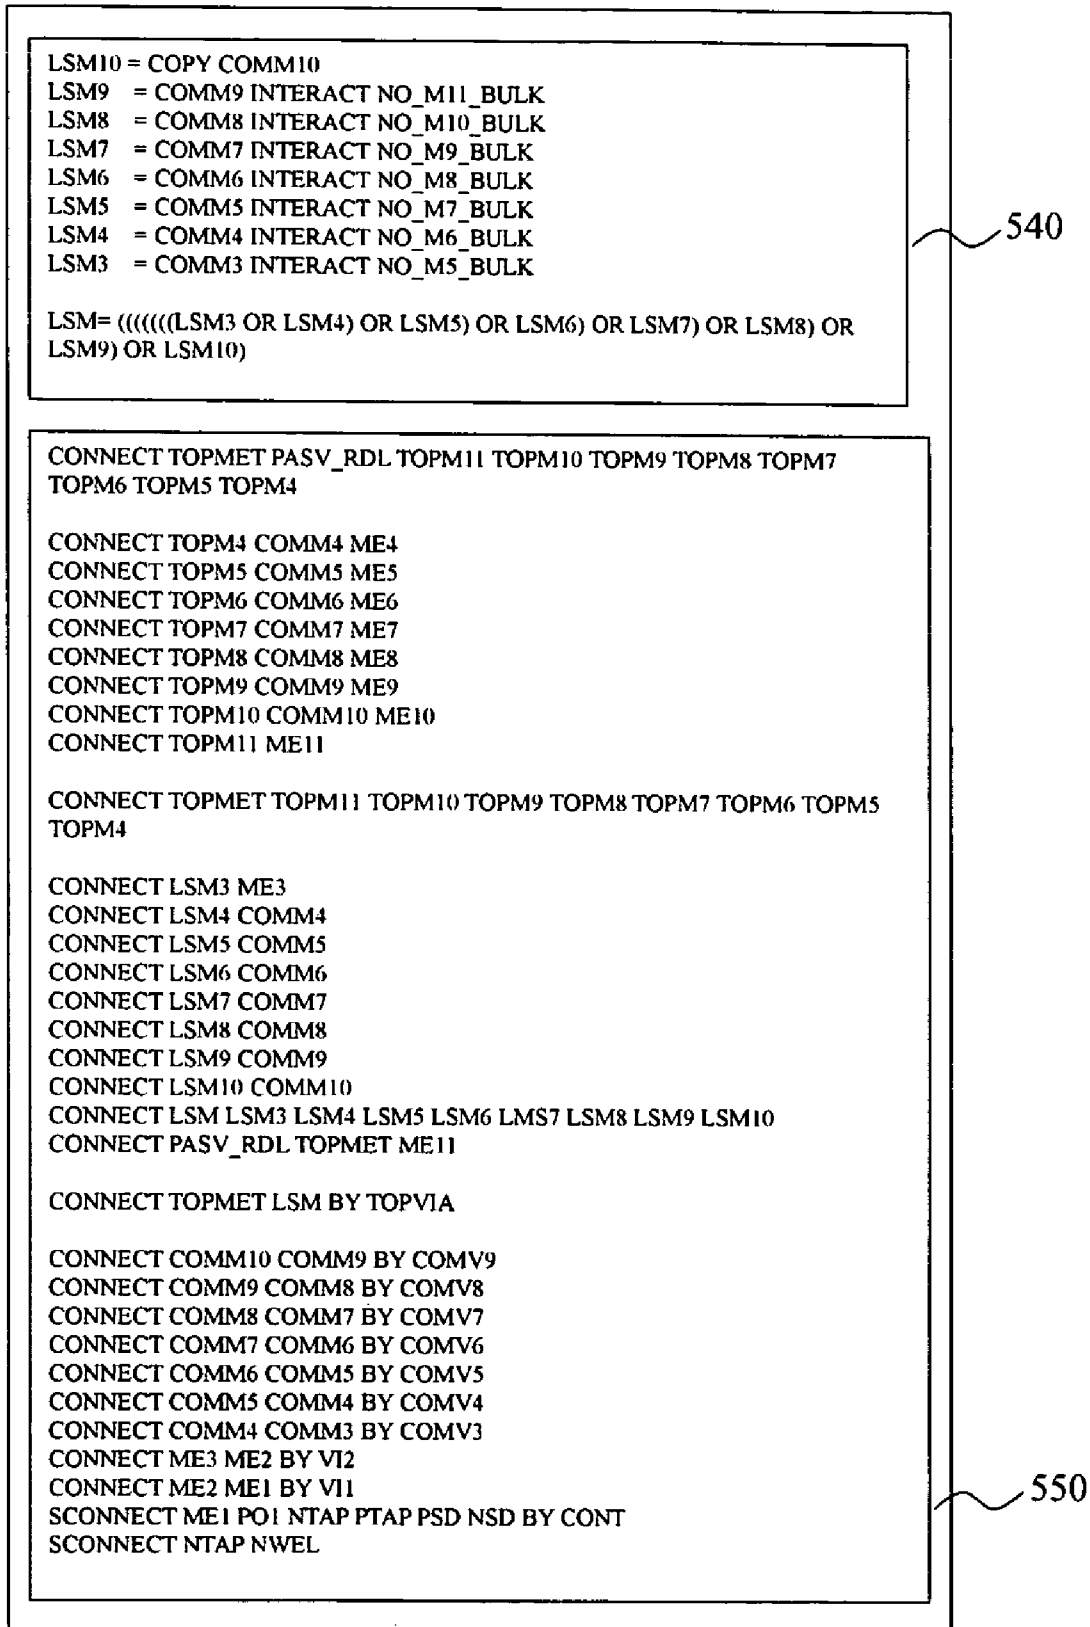 LSM10 = COPY COMM10
LSM9 = COMM9 INTERACT NO_M11_BULK
LSM8 = COMM8 INTERACT NO_M10_BULK
LSM7 = COMM7 INTERACT NO_M9_BULK
LSM6 = COMM6 INTERACT NO_M8_BULK
LSM5 = COMM5 INTERACT NO_M7_BULK
LSM4 = COMM4 INTERACT NO_M6_BULK
LSM3 = COMM3 INTERACT NO_M5_BULK
LSM= (((((((LSM3 OR LSM4) OR LSM5) OR LSM6) OR LSM7) OR LSM8) OR
LSM9) OR LSM10)
540
CONNECT TOPMET PASV_RDL TOPM11 TOPM10 TOPM9 TOPM8 TOPM7
TOPM6 TOPM5 TOPM4
CONNECT TOPM4 COMM4 ME4
CONNECT TOPM5 COMM5 ME5
CONNECT TOPM6 COMM6 ME6
CONNECT TOPM7 COMM7 ME7
CONNECT TOPM8 COMM8 ME8
CONNECT TOPM9 COMM9 ME9
CONNECT TOPM10 COMM10 ME10
CONNECT TOPM11 ME11
CONNECT TOPMET TOPM11 TOPM10 TOPM9 TOPM8 TOPM7 TOPM6 TOPM5
TOPM4
CONNECT LSM3 ME3
CONNECT LSM4 COMM4
CONNECT LSM5 COMM5
CONNECT LSM6 COMM6
CONNECT LSM7 COMM7
CONNECT LSM8 COMM8
CONNECT LSM9 COMM9
CONNECT LSM10 COMM10
CONNECT LSM LSM3 LSM4 LSM5 LSM6 LMS7 LSM8 LSM9 LSM10
CONNECT PASV_RDL TOPMET ME11
CONNECT TOPMET LSM BY TOPVIA
CONNECT COMM10 COMM9 BY COMV9
CONNECT COMM9 COMM8 BY COMV8
CONNECT COMM8 COMM7 BY COMV7
CONNECT COMM7 COMM6 BY COMV6
CONNECT COMM6 COMM5 BY COMV5
CONNECT COMM5 COMM4 BY COMV4
CONNECT COMM4 COMM3 BY COMV3
CONNECT ME3 ME2 BY VI2
CONNECT ME2 ME1 BY VI1
SCONNECT ME1 PO1 NTAP PTAP PSD NSD BY CONT
SCONNECT NTAP NWEL
550